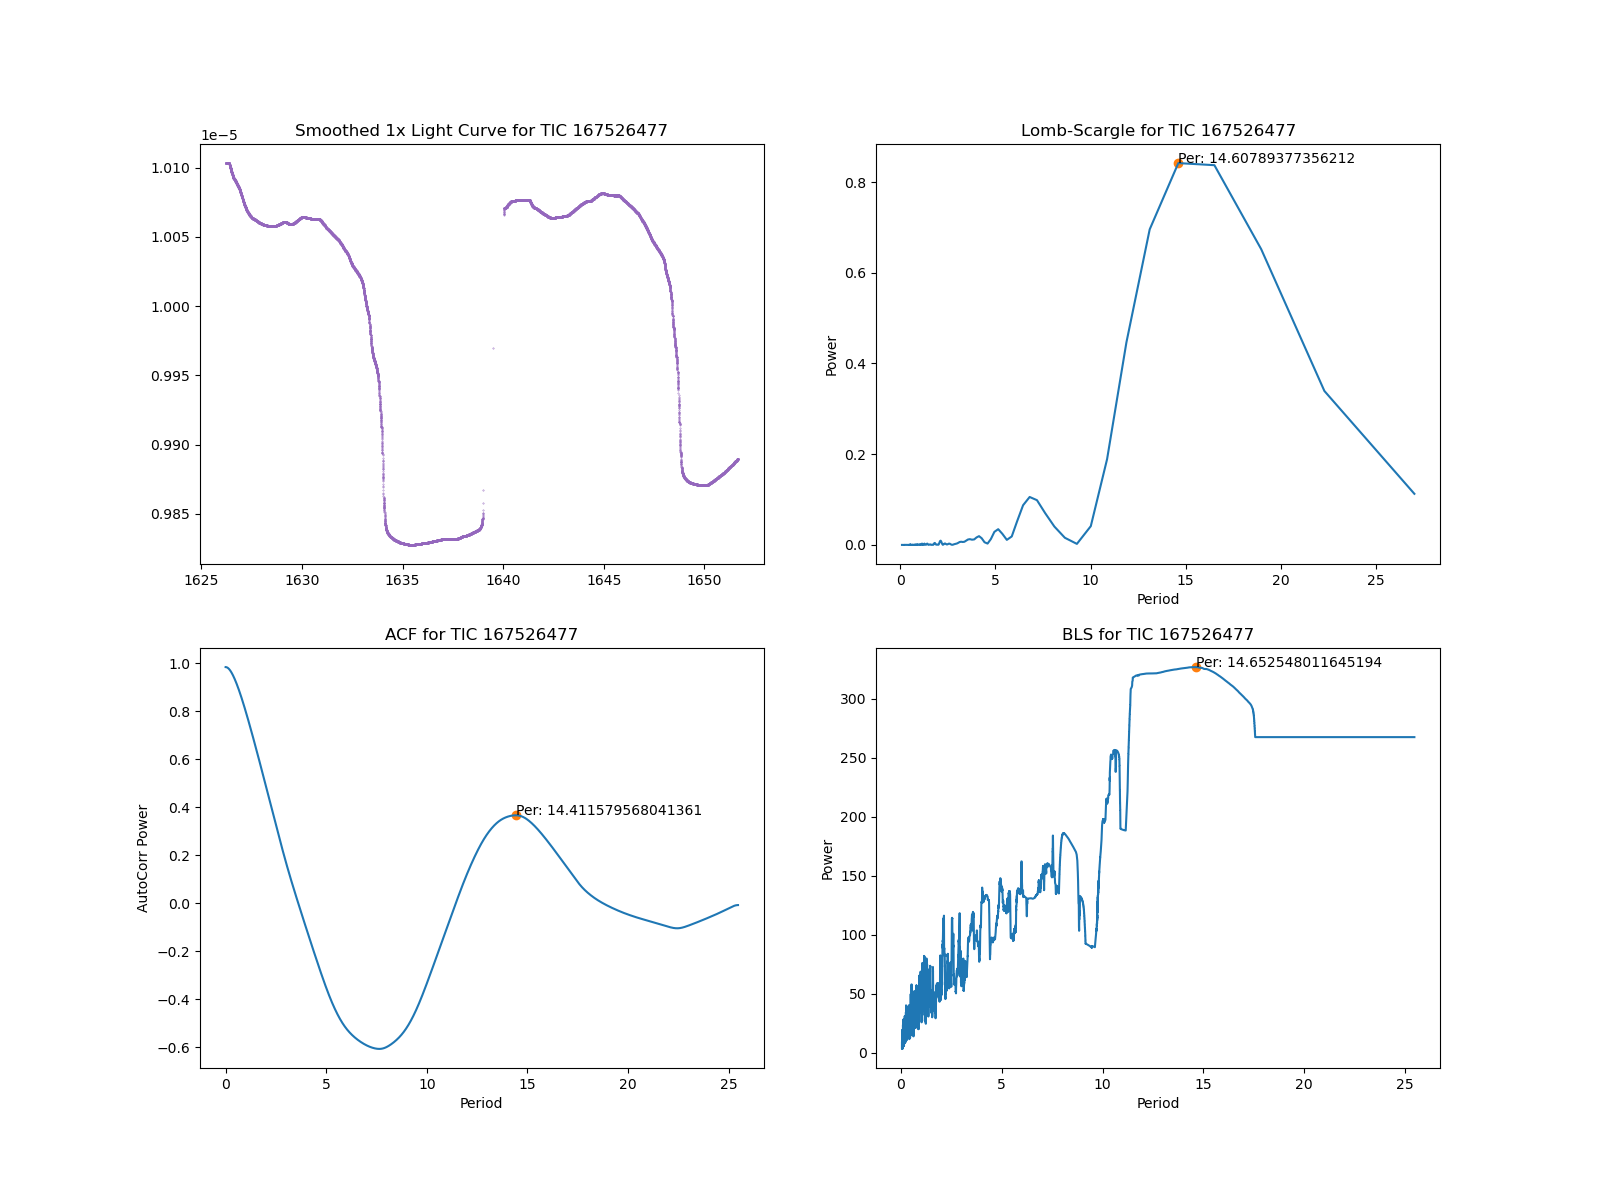 Smoothed 1x Light Curve for TIC 167526477
1e−5
1.010
1.005
1.000
0.995
0.990
0.985
1625 1630 1635 1640 1645 1650
Lomb-Scargle for TIC 167526477
Per: 14.60789377356212
Power
0.8
0.6
0.4
0.2
0.0
0 5 10 15 20 25
Period
ACF for TIC 167526477
Per: 14.411579568041361
AutoCorr Power
1.0
0.8
0.6
0.4
0.2
0.0
−0.2
−0.4
−0.6
0 5 10 15 20 25
Period
BLS for TIC 167526477
Per: 14.652548011645194
Power
300
250
200
150
100
50
0
0 5 10 15 20 25
Period